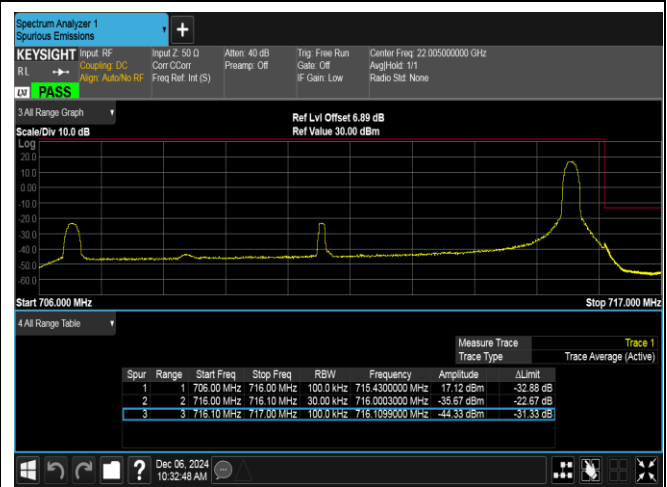 Spectrum Analyzer 1
Spurious Emissions
+
KEYSIGHT Input: RF Input Z: 50 Ω Atten: 40 dB Trig: Free Run Center Freq: 22.005000000 GHz
RL Coupling: DC Corr CCorr Preamp: Off Gate: Off Avg|Hold: 1/1
Align: Auto/No RF Freq Ref: Int (S) IF Gain: Low Radio Std: None
LXI PASS
3 All Range Graph
Ref Lvl Offset 6.89 dB
Scale/Div 10.0 dB Ref Value 30.00 dBm
Log
20.0
10.0
0.00
-10.0
-20.0
-30.0
-40.0
-50.0
-60.0
Start 706.000 MHz Stop 717.000 MHz
4 All Range Table
Measure Trace Trace 1
Trace Type Trace Average (Active)
Spur Range Start Freq Stop Freq RBW Frequency Amplitude ΔLimit
1 1 706.00 MHz 716.00 MHz 100.0 kHz 715.4300000 MHz 17.12 dBm -32.88 dB
2 2 716.00 MHz 716.10 MHz 30.00 kHz 716.0003000 MHz -35.67 dBm -22.67 dB
3 3 716.10 MHz 717.00 MHz 100.0 kHz 716.1099000 MHz -44.33 dBm -31.33 dB
? Dec 06, 2024
10:32:48 AM